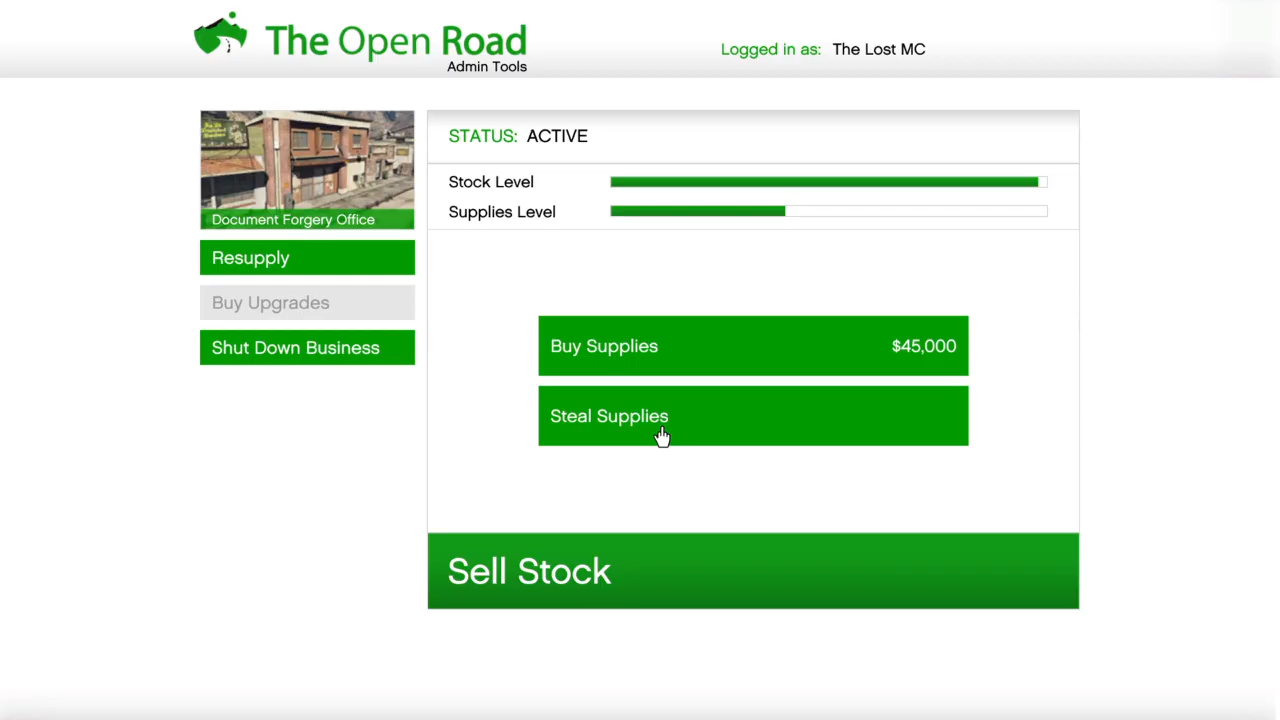 The Open Road
Admin Tools
Logged in as: The Lost MC
Document Forgery Office
Resupply
Buy Upgrades
Shut Down Business
STATUS: ACTIVE
Stock Level
Supplies Level
Buy Supplies $45,000
Steal Supplies
Sell Stock